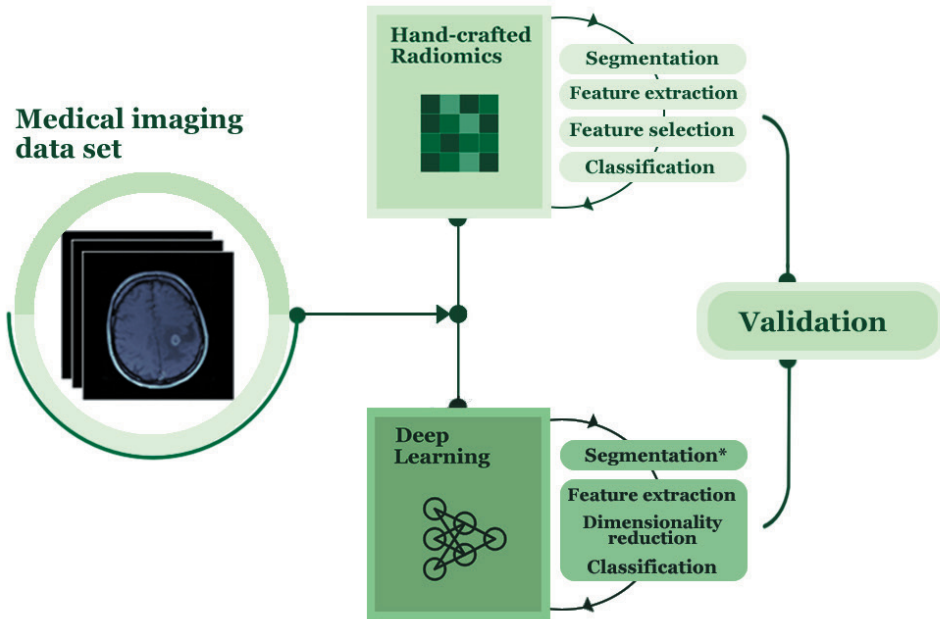 Medical imaging
data set
Hand-crafted
Radiomics
Segmentation
Feature extraction
Feature selection
Classification
Deep
Learning
Segmentation*
Feature extraction
Dimensionality
reduction
Classification
Validation